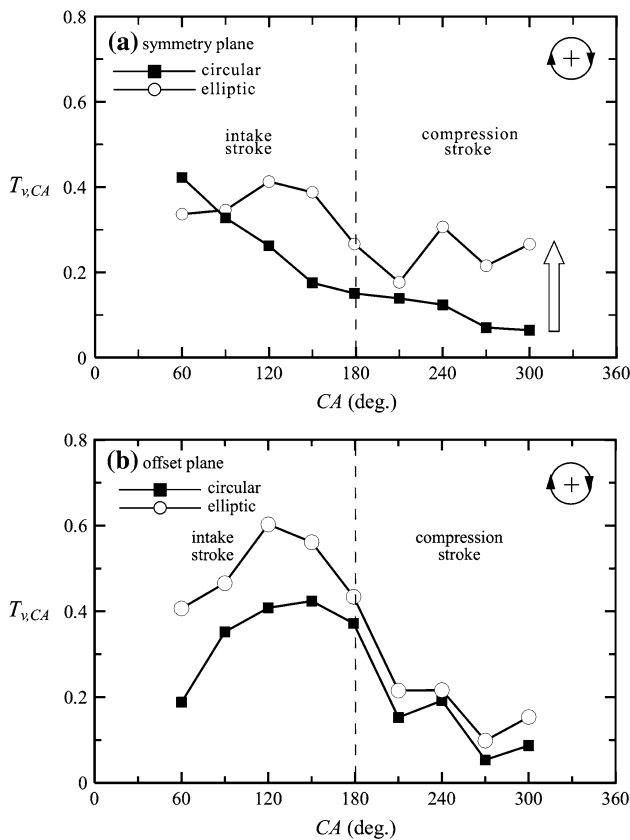 0.8
(a) symmetry plane
circular
elliptic
0.6
intake
stroke
compression
stroke
T_{v,CA}
0.4
0.2
0
0 60 120 180 240 300 360
CA (deg.)
0.8
(b) offset plane
circular
elliptic
0.6
intake
stroke
compression
stroke
T_{v,CA}
0.4
0.2
0
0 60 120 180 240 300 360
CA (deg.)